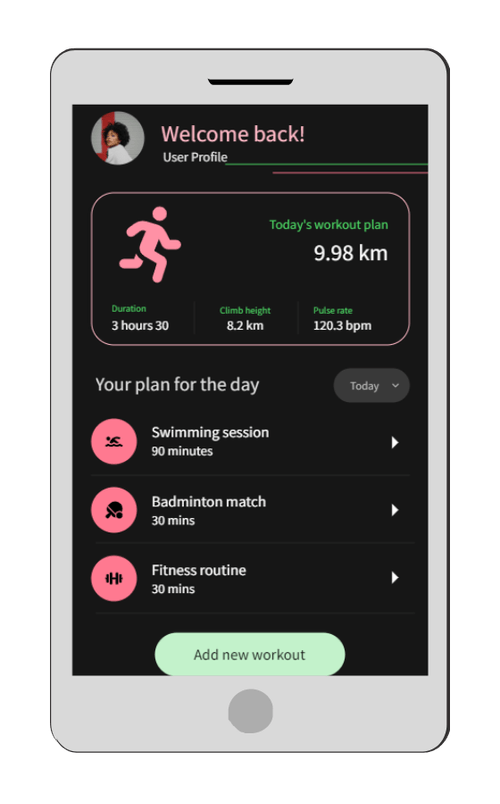 Welcome back!
User Profile
Today's workout plan
9.98 km
Duration
Climb height
Pulse rate
3 hours 30
8.2 km
120.3 bpm
Your plan for the day
Today
Swimming session
90 minutes
Badminton match
30 mins
Fitness routine
30 mins
Add new workout